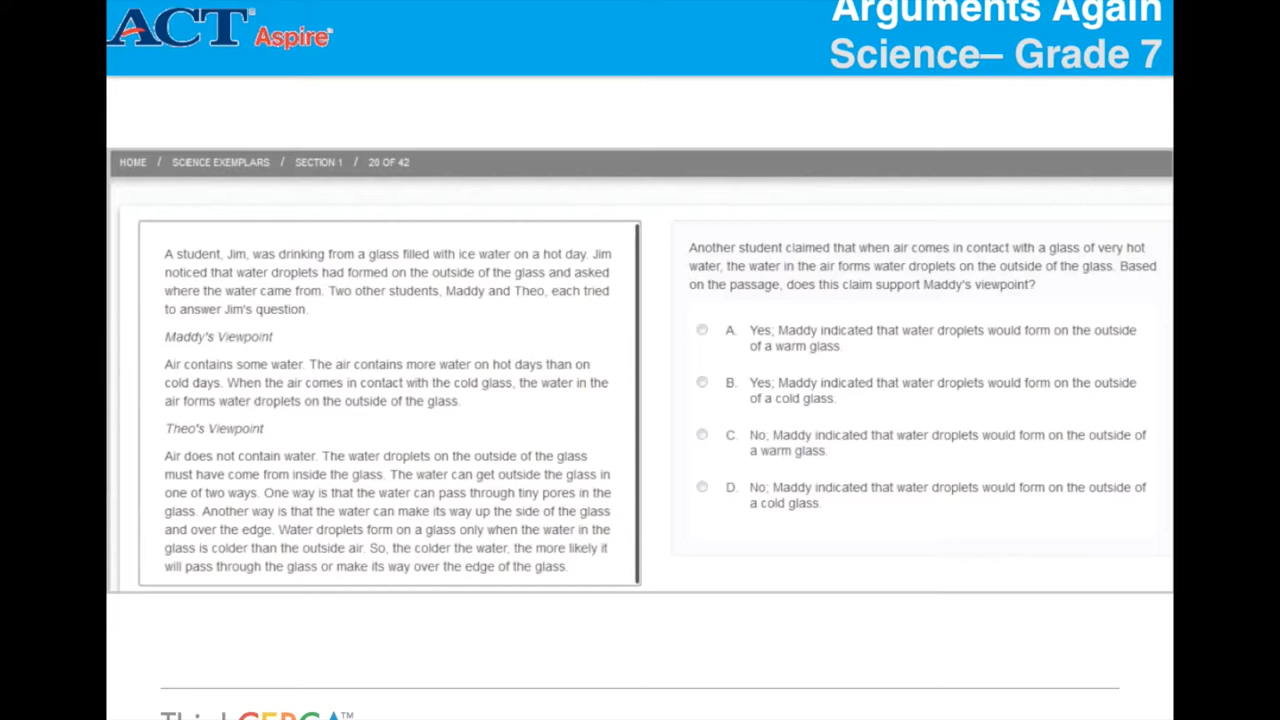 ACT Aspire™
Arguments Again
Science– Grade 7
HOME / SCIENCE EXEMPLARS / SECTION 1 / 20 OF 42
A student, Jim, was drinking from a glass filled with ice water on a hot day. Jim
noticed that water droplets had formed on the outside of the glass and asked
where the water came from. Two other students, Maddy and Theo, each tried
to answer Jim's question.
Maddy's Viewpoint
Air contains some water. The air contains more water on hot days than on
cold days. When the air comes in contact with the cold glass, the water in the
air forms water droplets on the outside of the glass.
Theo's Viewpoint
Air does not contain water. The water droplets on the outside of the glass
must have come from inside the glass. The water can get outside the glass in
one of two ways. One way is that the water can pass through tiny pores in the
glass. Another way is that the water can make its way up the side of the glass
and over the edge. Water droplets form on a glass only when the water in the
glass is colder than the outside air. So, the colder the water, the more likely it
will pass through the glass or make its way over the edge of the glass.
Another student claimed that when air comes in contact with a glass of very hot
water, the water in the air forms water droplets on the outside of the glass. Based
on the passage, does this claim support Maddy's viewpoint?
A. Yes; Maddy indicated that water droplets would form on the outside
of a warm glass.
B. Yes; Maddy indicated that water droplets would form on the outside
of a cold glass.
C. No; Maddy indicated that water droplets would form on the outside of
a warm glass.
D. No; Maddy indicated that water droplets would form on the outside of
a cold glass.